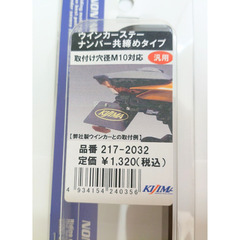 ウインカーステー
ナンバー共締めタイプ
取付け穴径M10対応
汎用
KIJIMA
【弊社製ウインカーとの取付例】
品番 217-2032
定価 ¥1,320(税込)
4 934154 240356
KIJIMA